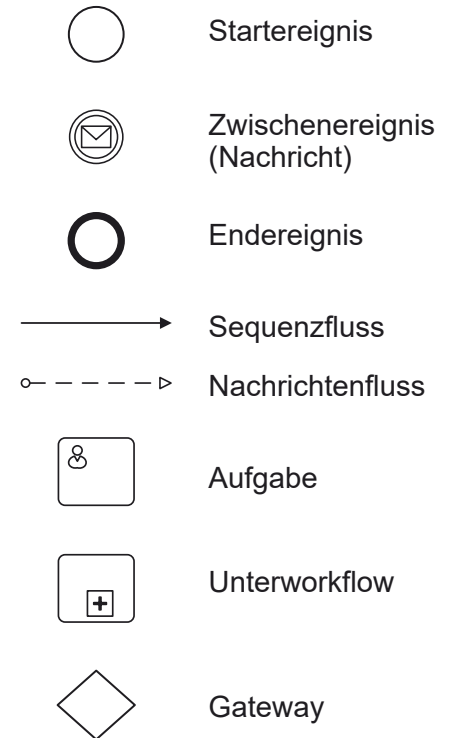 Startereignis
Zwischenereignis
(Nachricht)
Endereignis
Sequenzfluss
Nachrichtenfluss
Aufgabe
Unterworkflow
Gateway